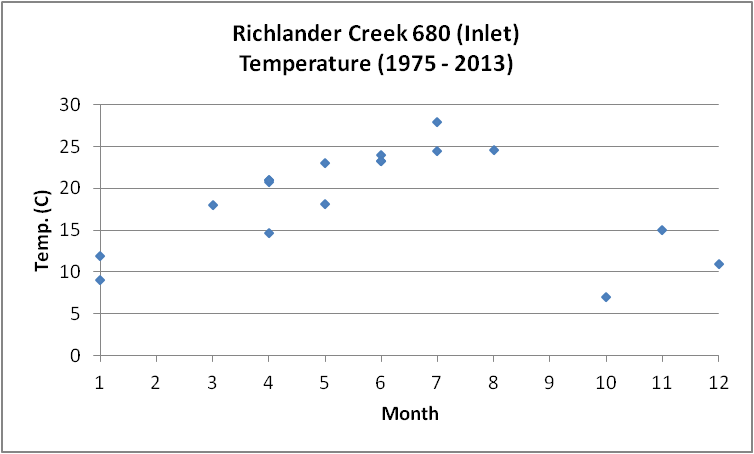 Richlander Creek 680 (Inlet)
Temperature (1975 - 2013)
Temp. (C)
30
25
20
15
10
5
0
1 2 3 4 5 6 7 8 9 10 11 12
Month